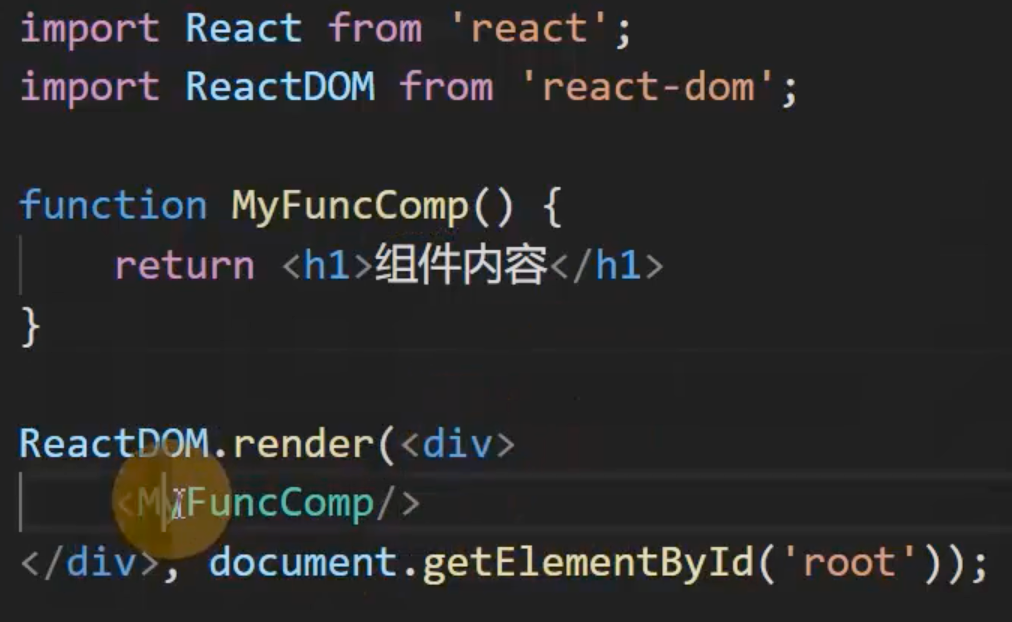 import React from 'react';
import ReactDOM from 'react-dom';
function MyFuncComp() {
return <h1>组件内容</h1>
}
ReactDOM.render(<div>
<MyFuncComp/>
</div>, document.getElementById('root'));